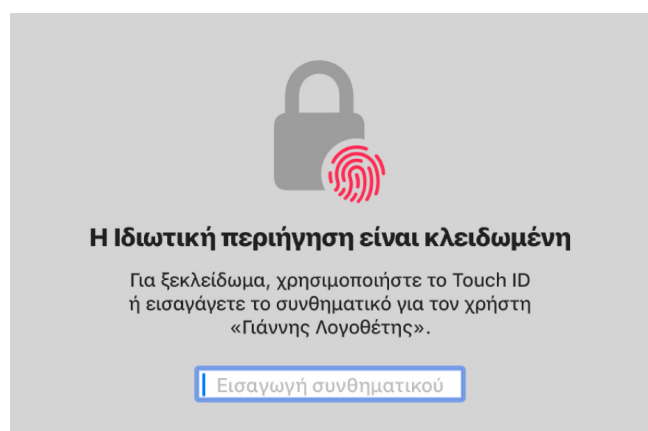 Η Ιδιωτική περιήγηση είναι κλειδωμένη
Για ξεκλείδωμα, χρησιμοποιήστε το Touch ID
ή εισαγάγετε το συνθηματικό για τον χρήστη
«Γιάννης Λογοθέτης».
Εισαγωγή συνθηματικού